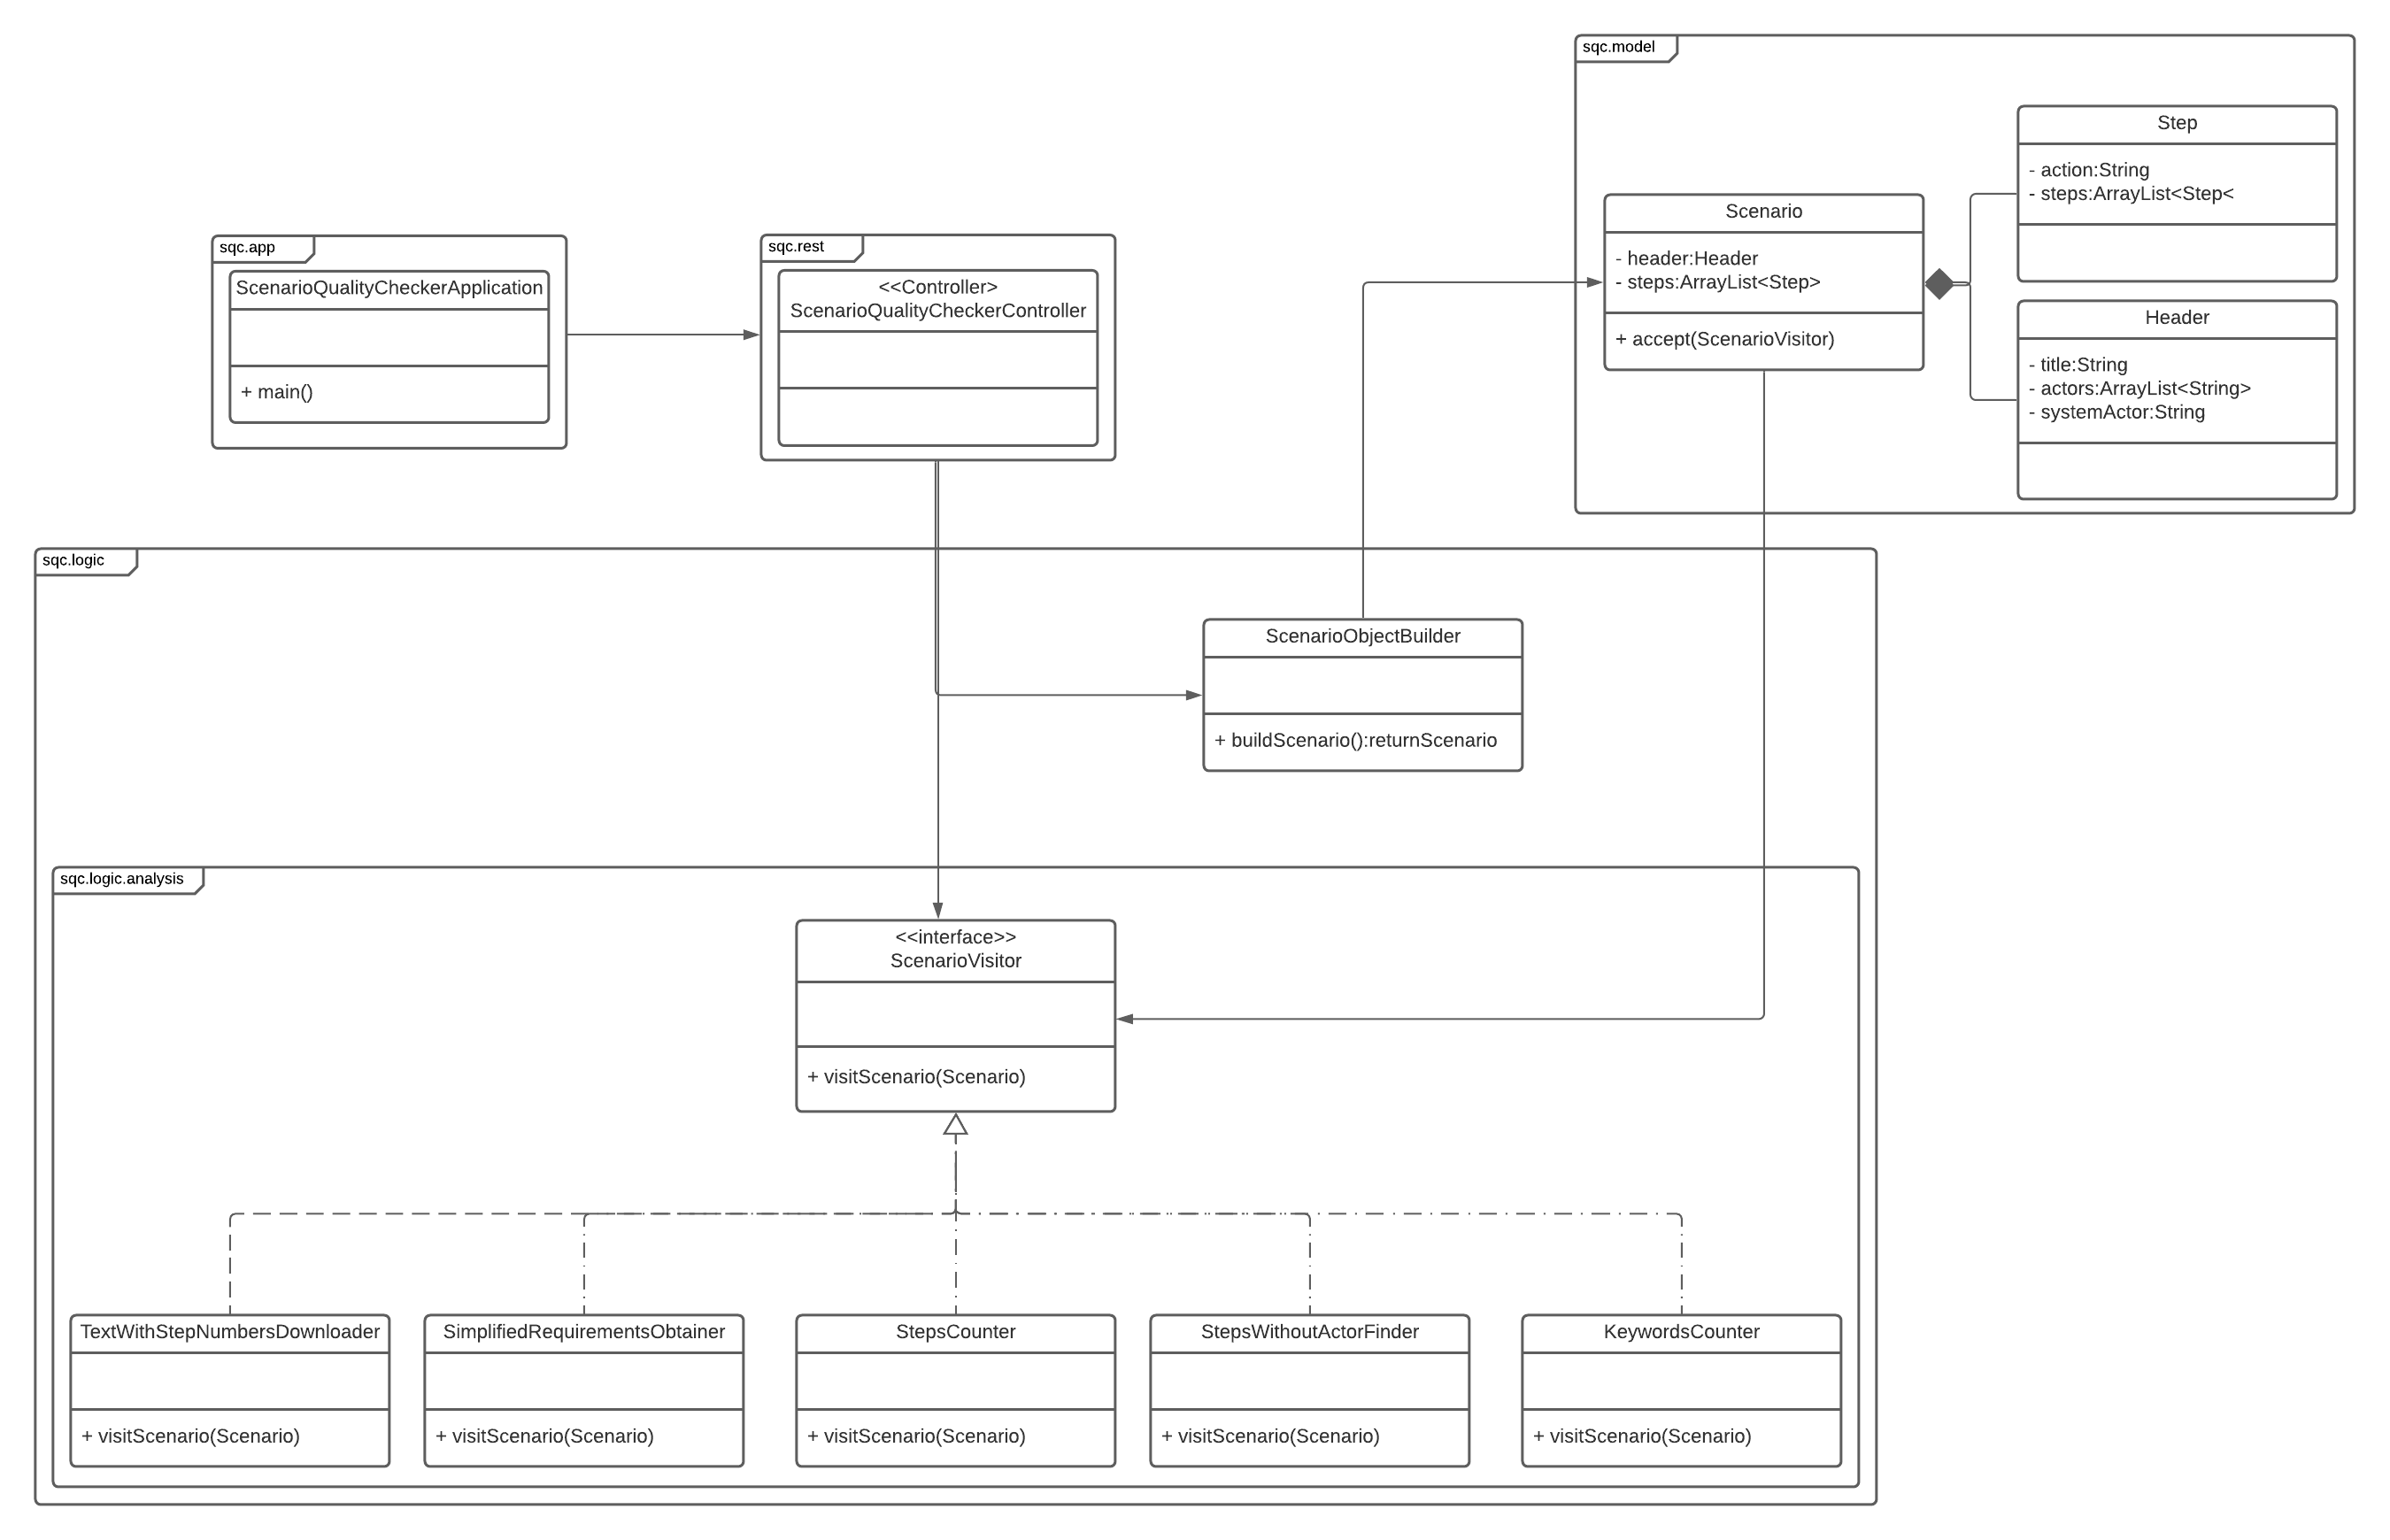 sqc.model
Step
- action:String
- steps:ArrayList<Step<
Scenario
- header:Header
- steps:ArrayList<Step>
+ accept(ScenarioVisitor)
Header
- title:String
- actors:ArrayList<String>
- systemActor:String
sqc.app
ScenarioQualityCheckerApplication
+ main()
sqc.rest
<<Controller>
ScenarioQualityCheckerController
sqc.logic
ScenarioObjectBuilder
+ buildScenario():returnScenario
sqc.logic.analysis
<<interface>>
ScenarioVisitor
+ visitScenario(Scenario)
TextWithStepNumbersDownloader
+ visitScenario(Scenario)
SimplifiedRequirementsObtainer
+ visitScenario(Scenario)
StepsCounter
+ visitScenario(Scenario)
StepsWithoutActorFinder
+ visitScenario(Scenario)
KeywordsCounter
+ visitScenario(Scenario)